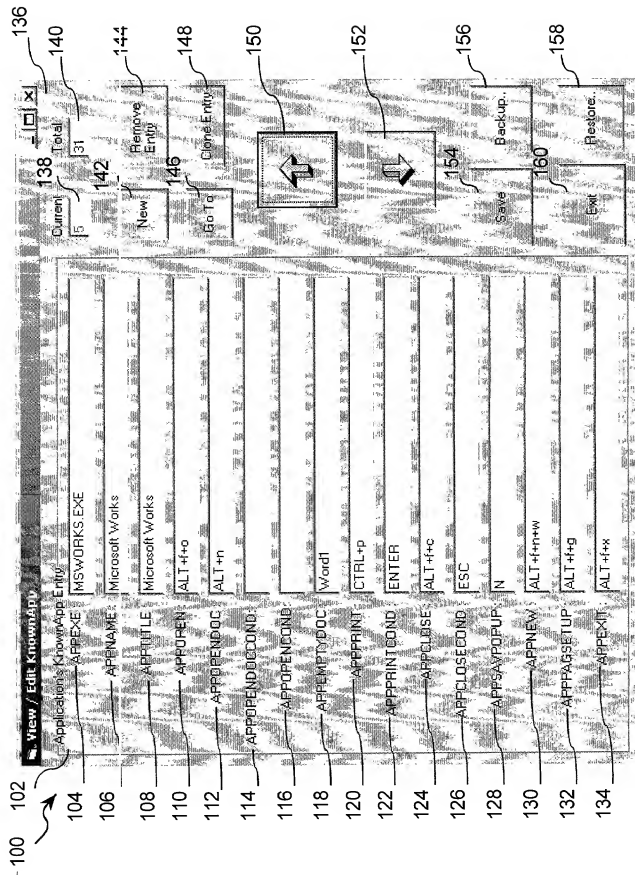 100
102
View / Edit KnownApp
136
Application's KnownApp Entry:
Current 138 Total
5 31 140
104 APPEXE: MSWORKS.EXE
106 APPNAME: Microsoft Works
108 APPTITLE: Microsoft Works
110 APPOPEN: ALT+f+o
112 APPOPENDOC: ALT+n
114 APPOPENDOCCOND:
116 APPOPENCOND:
118 APPEMPTYDOC: Word1
120 APPPRINT: CTRL+p
122 APPPRINTCOND: ENTER
124 APPCLOSE: ALT+f+c
126 APPCLOSECOND: ESC
128 APPSAVPOPUP: N
130 APPNEW: ALT+f+n+w
132 APPPAGSETUP: ALT+f+g
134 APPEXIT: ALT+f+x
142 New Remove Entry 144
146 Go To Clone Entry 148
150
152
154 Save Backup.. 156
160 Exit Restore.. 158